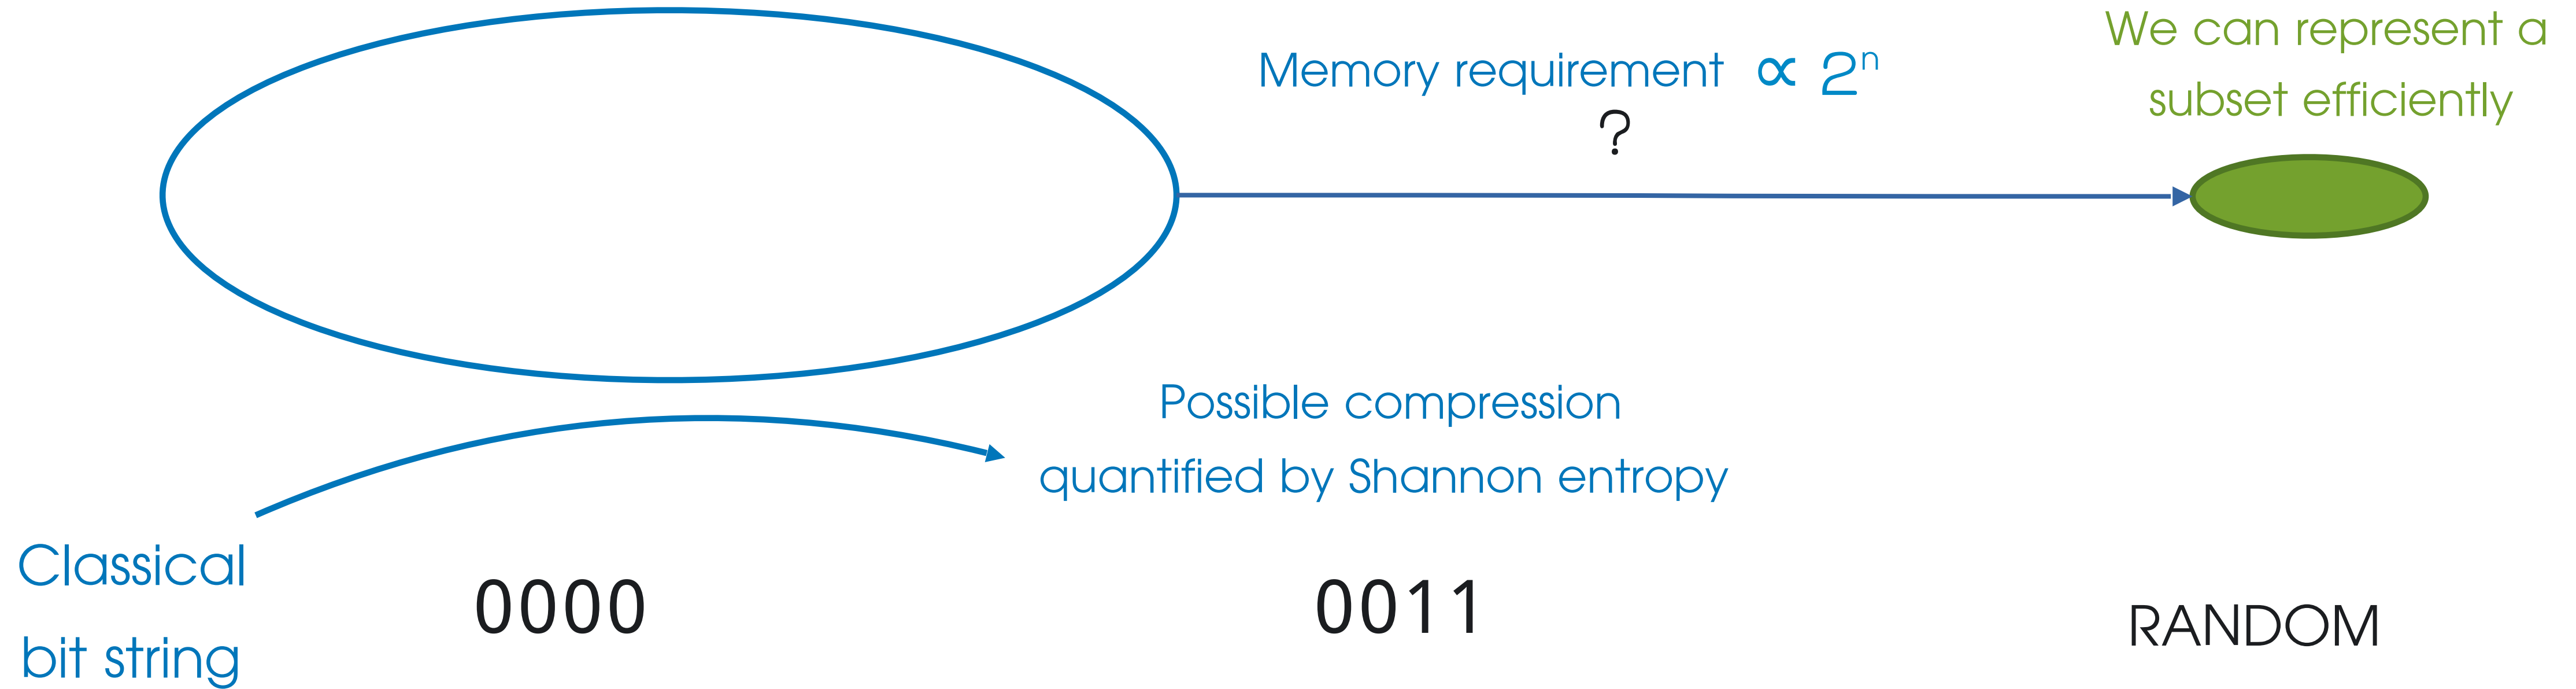 Memory requirement ∝ 2ⁿ
?
We can represent a
subset efficiently
Possible compression
quantified by Shannon entropy
Classical
bit string
0000
0011
RANDOM